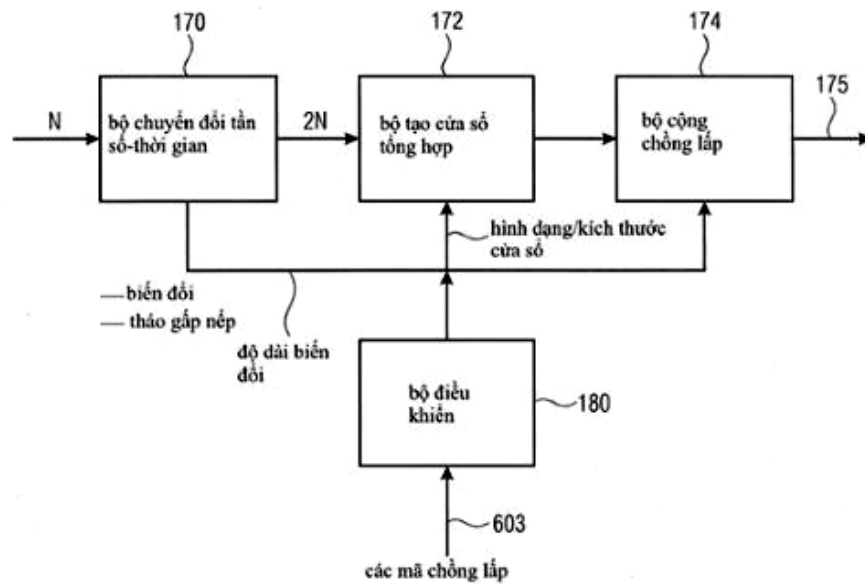 170
172
174
175
N
bộ chuyển đổi tần
số-thời gian
2N
bộ tạo cửa sổ
tổng hợp
bộ cộng
chồng lấp
hình dạng/kích thước
cửa sổ
— biến đổi
— tháo gấp nếp
độ dài biến
đổi
bộ điều
khiển
180
603
các mã chồng lấp